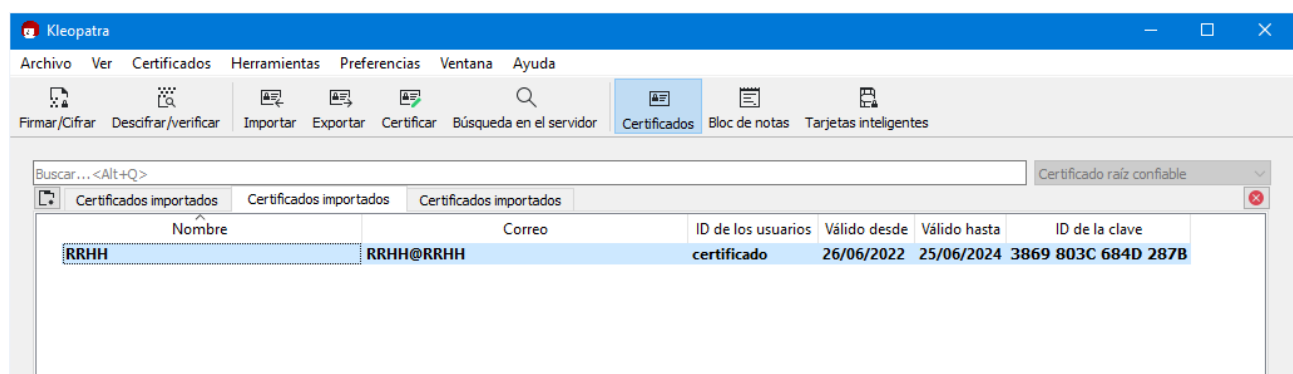 Kleopatra
Archivo Ver Certificados Herramientas Preferencias Ventana Ayuda
Firmar/Cifrar Descifrar/verificar Importar Exportar Certificar Búsqueda en el servidor Certificados Bloc de notas Tarjetas inteligentes
Buscar...<Alt+Q> Certificado raíz confiable
Certificados importados Certificados importados Certificados importados
Nombre Correo ID de los usuarios Válido desde Válido hasta ID de la clave
RRHH RRHH@RRHH certificado 26/06/2022 25/06/2024 3869 803C 684D 287B